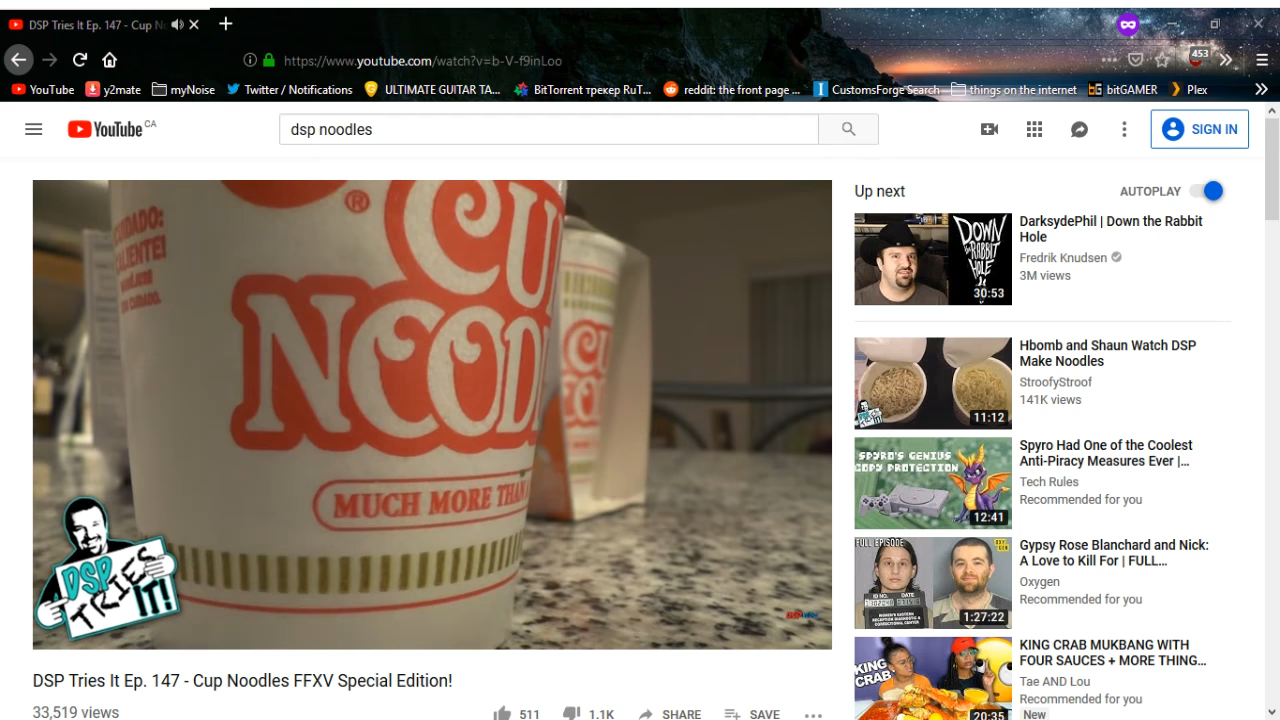 DSP Tries It Ep. 147 - Cup N
https://www.youtube.com/watch?v=b-V-f9inLoo
453
YouTube
y2mate
myNoise
Twitter / Notifications
ULTIMATE GUITAR TA...
BitTorrent трекер RuT...
reddit: the front page ...
CustomsForge Search
things on the internet
bitGAMER
Plex
YouTube CA
dsp noodles
SIGN IN
CUIDADO:
CALIENTE!
CUIDADO.
®
CU
NOOD
MUCH MORE THAN
DSP
TRIES
IT!
Up next
AUTOPLAY
DOWN
the RABBIT
HOLE
30:53
DarksydePhil | Down the Rabbit
Hole
Fredrik Knudsen
3M views
11:12
Hbomb and Shaun Watch DSP
Make Noodles
StroofyStroof
141K views
SPYRO'S GENIUS
COPY PROTECTION
12:41
Spyro Had One of the Coolest
Anti-Piracy Measures Ever |...
Tech Rules
Recommended for you
FULL EPISODE
1:27:22
Gypsy Rose Blanchard and Nick:
A Love to Kill For | FULL...
Oxygen
Recommended for you
KING
CRAB
20:35
KING CRAB MUKBANG WITH
FOUR SAUCES + MORE THING...
Tae AND Lou
Recommended for you
New
DSP Tries It Ep. 147 - Cup Noodles FFXV Special Edition!
33,519 views
511
1.1K
SHARE
SAVE